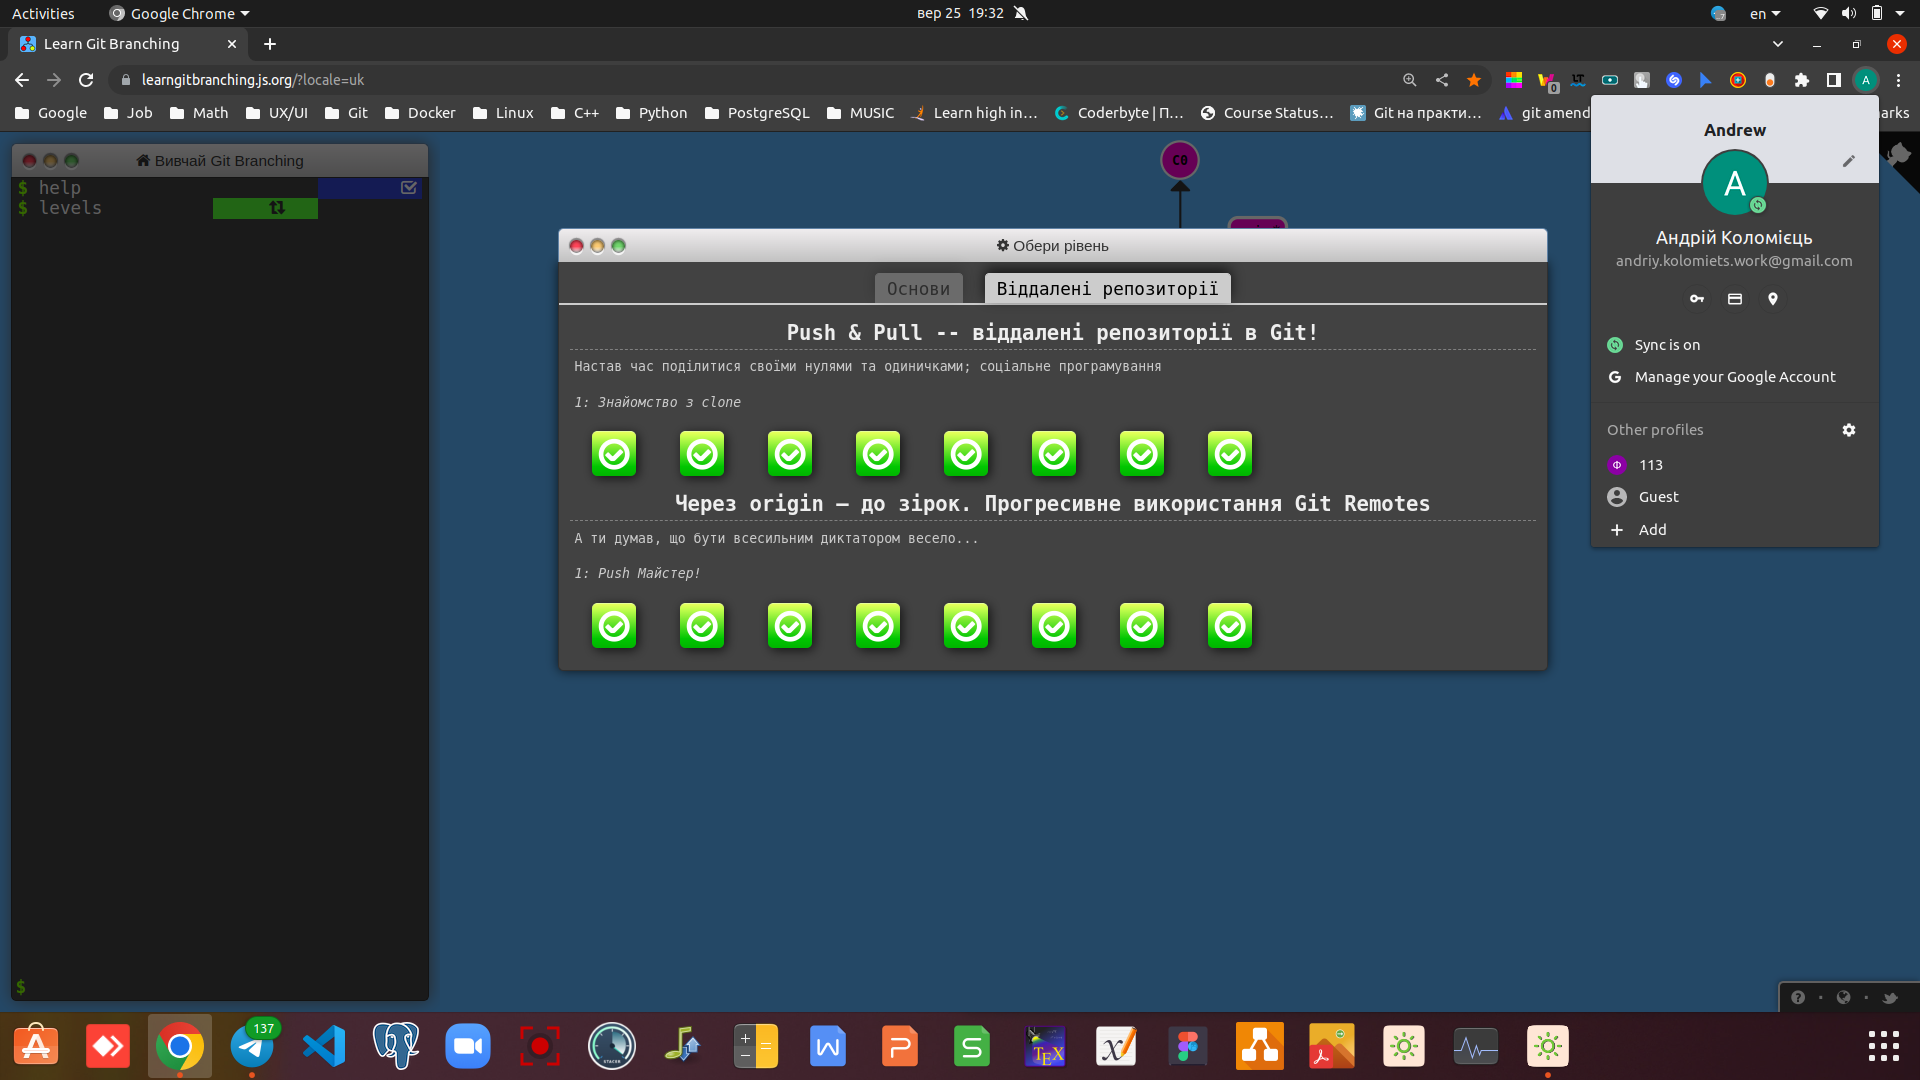 Activities
Google Chrome
вер 25 19:32
en
Learn Git Branching
learngitbranching.js.org/?locale=uk
0
A
Google
Job
Math
UX/UI
Git
Docker
Linux
C++
Python
PostgreSQL
MUSIC
Learn high in…
Coderbyte | П…
Course Status…
Git на практи…
git amend
arks
Вивчай Git Branching
$ help
$ levels
$
C0
Обери рівень
Основи
Віддалені репозиторії
Push & Pull -- віддалені репозиторії в Git!
Настав час поділитися своїми нулями та одиничками; соціальне програмування
1: Знайомство з clone
Через origin – до зірок. Прогресивне використання Git Remotes
А ти думав, що бути всесильним диктатором весело...
1: Push Майстер!
Andrew
A
Андрій Коломієць
andriy.kolomiets.work@gmail.com
Sync is on
Manage your Google Account
Other profiles
Ф 113
Guest
Add
137
STACER
TEX